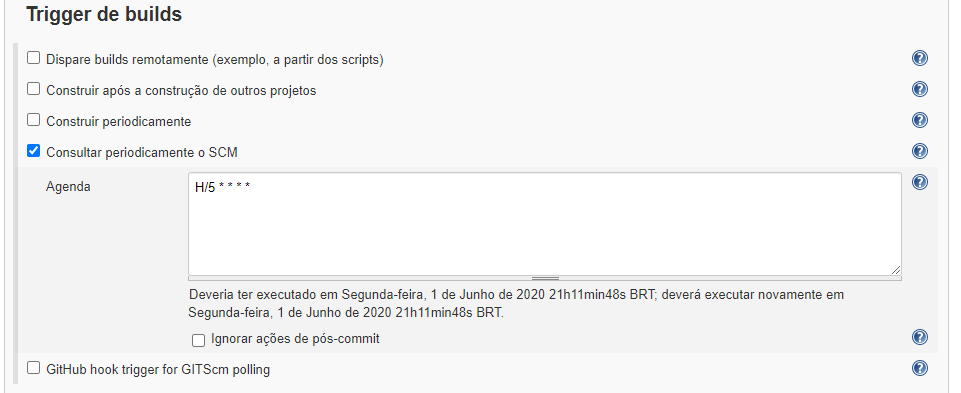 Trigger de builds
Dispare builds remotamente (exemplo, a partir dos scripts)
Construir após a construção de outros projetos
Construir periodicamente
Consultar periodicamente o SCM
Agenda
H/5 * * * *
Deveria ter executado em Segunda-feira, 1 de Junho de 2020 21h11min48s BRT; deverá executar novamente em
Segunda-feira, 1 de Junho de 2020 21h11min48s BRT.
Ignorar ações de pós-commit
GitHub hook trigger for GITScm polling